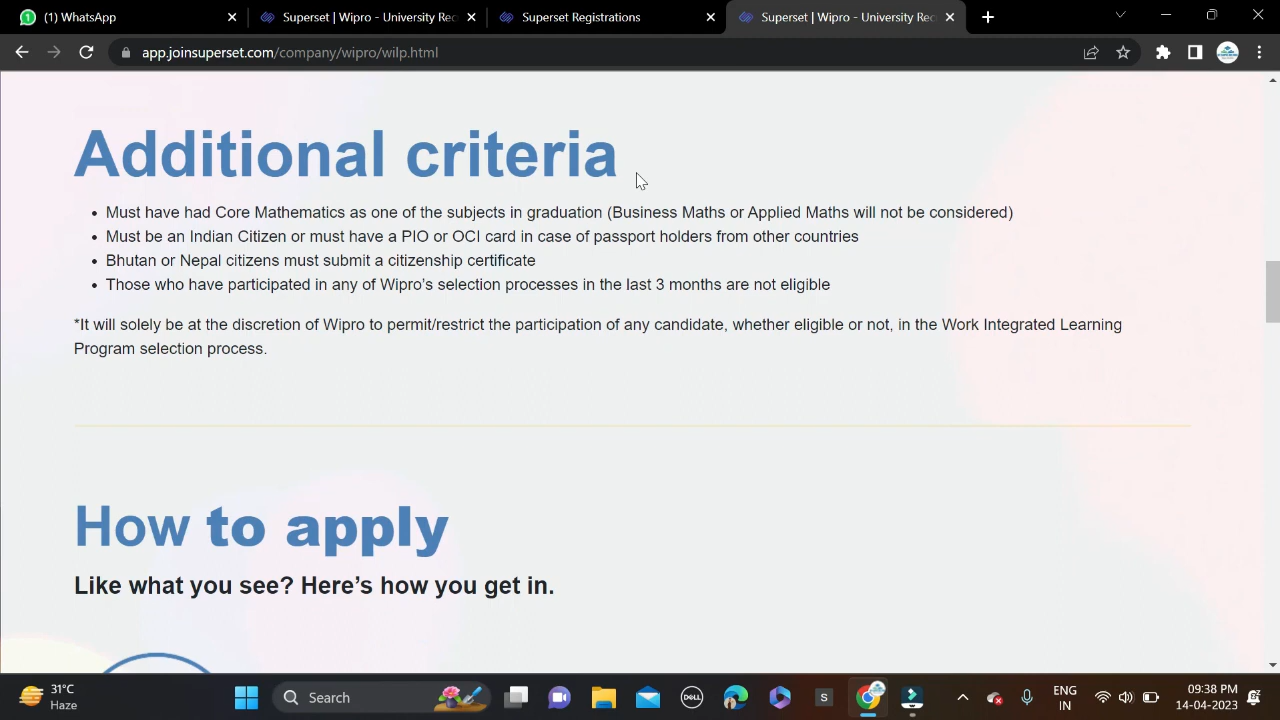 (1) WhatsApp
Superset | Wipro - University Rec
Superset Registrations
Superset | Wipro - University Rec
app.joinsuperset.com/company/wipro/wilp.html
Additional criteria
• Must have had Core Mathematics as one of the subjects in graduation (Business Maths or Applied Maths will not be considered)
• Must be an Indian Citizen or must have a PIO or OCI card in case of passport holders from other countries
• Bhutan or Nepal citizens must submit a citizenship certificate
• Those who have participated in any of Wipro’s selection processes in the last 3 months are not eligible
*It will solely be at the discretion of Wipro to permit/restrict the participation of any candidate, whether eligible or not, in the Work Integrated Learning
Program selection process.
How to apply
Like what you see? Here’s how you get in.
31°C
Haze
Search
DELL
S
ENG
IN
09:38 PM
14-04-2023